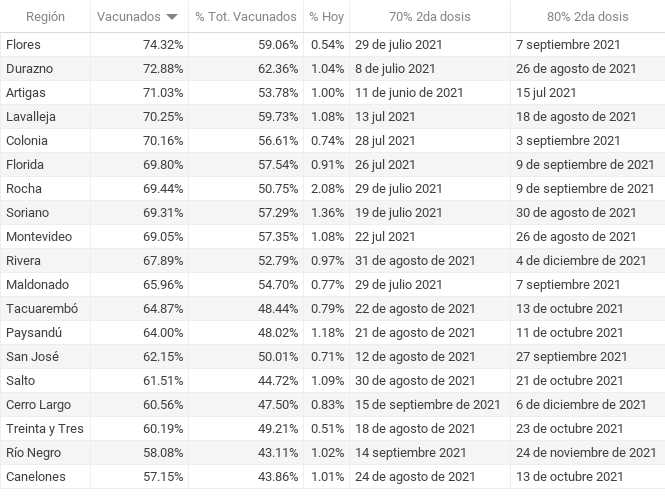 Región Vacunados % Tot. Vacunados % Hoy 70% 2da dosis 80% 2da dosis
Flores 74.32% 59.06% 0.54% 29 de julio 2021 7 septiembre 2021
Durazno 72.88% 62.36% 1.04% 8 de julio 2021 26 de agosto de 2021
Artigas 71.03% 53.78% 1.00% 11 de junio de 2021 15 jul 2021
Lavalleja 70.25% 59.73% 1.08% 13 jul 2021 18 de agosto de 2021
Colonia 70.16% 56.61% 0.74% 28 jul 2021 3 septiembre 2021
Florida 69.80% 57.54% 0.91% 26 jul 2021 9 de septiembre de 2021
Rocha 69.44% 50.75% 2.08% 29 de julio 2021 9 de septiembre de 2021
Soriano 69.31% 57.29% 1.36% 19 de julio 2021 30 de agosto de 2021
Montevideo 69.05% 57.35% 1.08% 22 jul 2021 26 de agosto de 2021
Rivera 67.89% 52.79% 0.97% 31 de agosto de 2021 4 de diciembre de 2021
Maldonado 65.96% 54.70% 0.77% 29 de julio 2021 7 septiembre 2021
Tacuarembó 64.87% 48.44% 0.79% 22 de agosto de 2021 13 de octubre 2021
Paysandú 64.00% 48.02% 1.18% 21 de agosto de 2021 11 de octubre 2021
San José 62.15% 50.01% 0.71% 12 de agosto de 2021 27 septiembre 2021
Salto 61.51% 44.72% 1.09% 30 de agosto de 2021 21 de octubre 2021
Cerro Largo 60.56% 47.50% 0.83% 15 de septiembre de 2021 6 de diciembre de 2021
Treinta y Tres 60.19% 49.21% 0.51% 18 de agosto de 2021 23 de octubre 2021
Río Negro 58.08% 43.11% 1.02% 14 septiembre 2021 24 de noviembre de 2021
Canelones 57.15% 43.86% 1.01% 24 de agosto de 2021 13 de octubre 2021